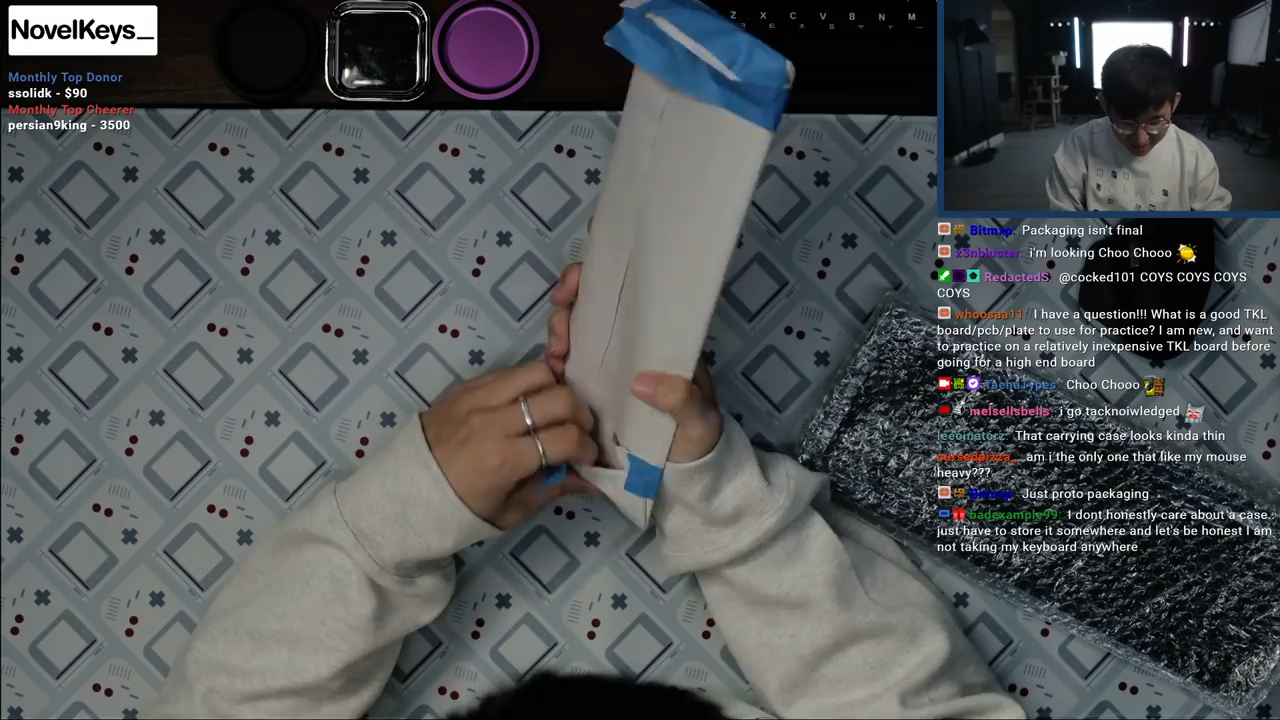 NovelKeys_
Monthly Top Donor
ssolidk - $90
Monthly Top Cheerer
persian9king - 3500
Z X C V B N M
Bitmxp: Packaging isn't final
z3nbluster: i'm looking Choo Chooo
RedactedS: @cocked101 COYS COYS COYS
COYS
whoosaa11: I have a question!!! What is a good TKL
board/pcb/plate to use for practice? I am new, and want
to practice on a relatively inexpensive TKL board before
going for a high end board
TaehaTypes: Choo Chooo
melsellsbells: i go tacknoiwledged
That carrying case looks kinda thin
am i the only one that like my mouse
heavy???
Bitmxp: Just proto packaging
badexample99: I dont honestly care about a case..
just have to store it somewhere and let's be honest I am
not taking my keyboard anywhere